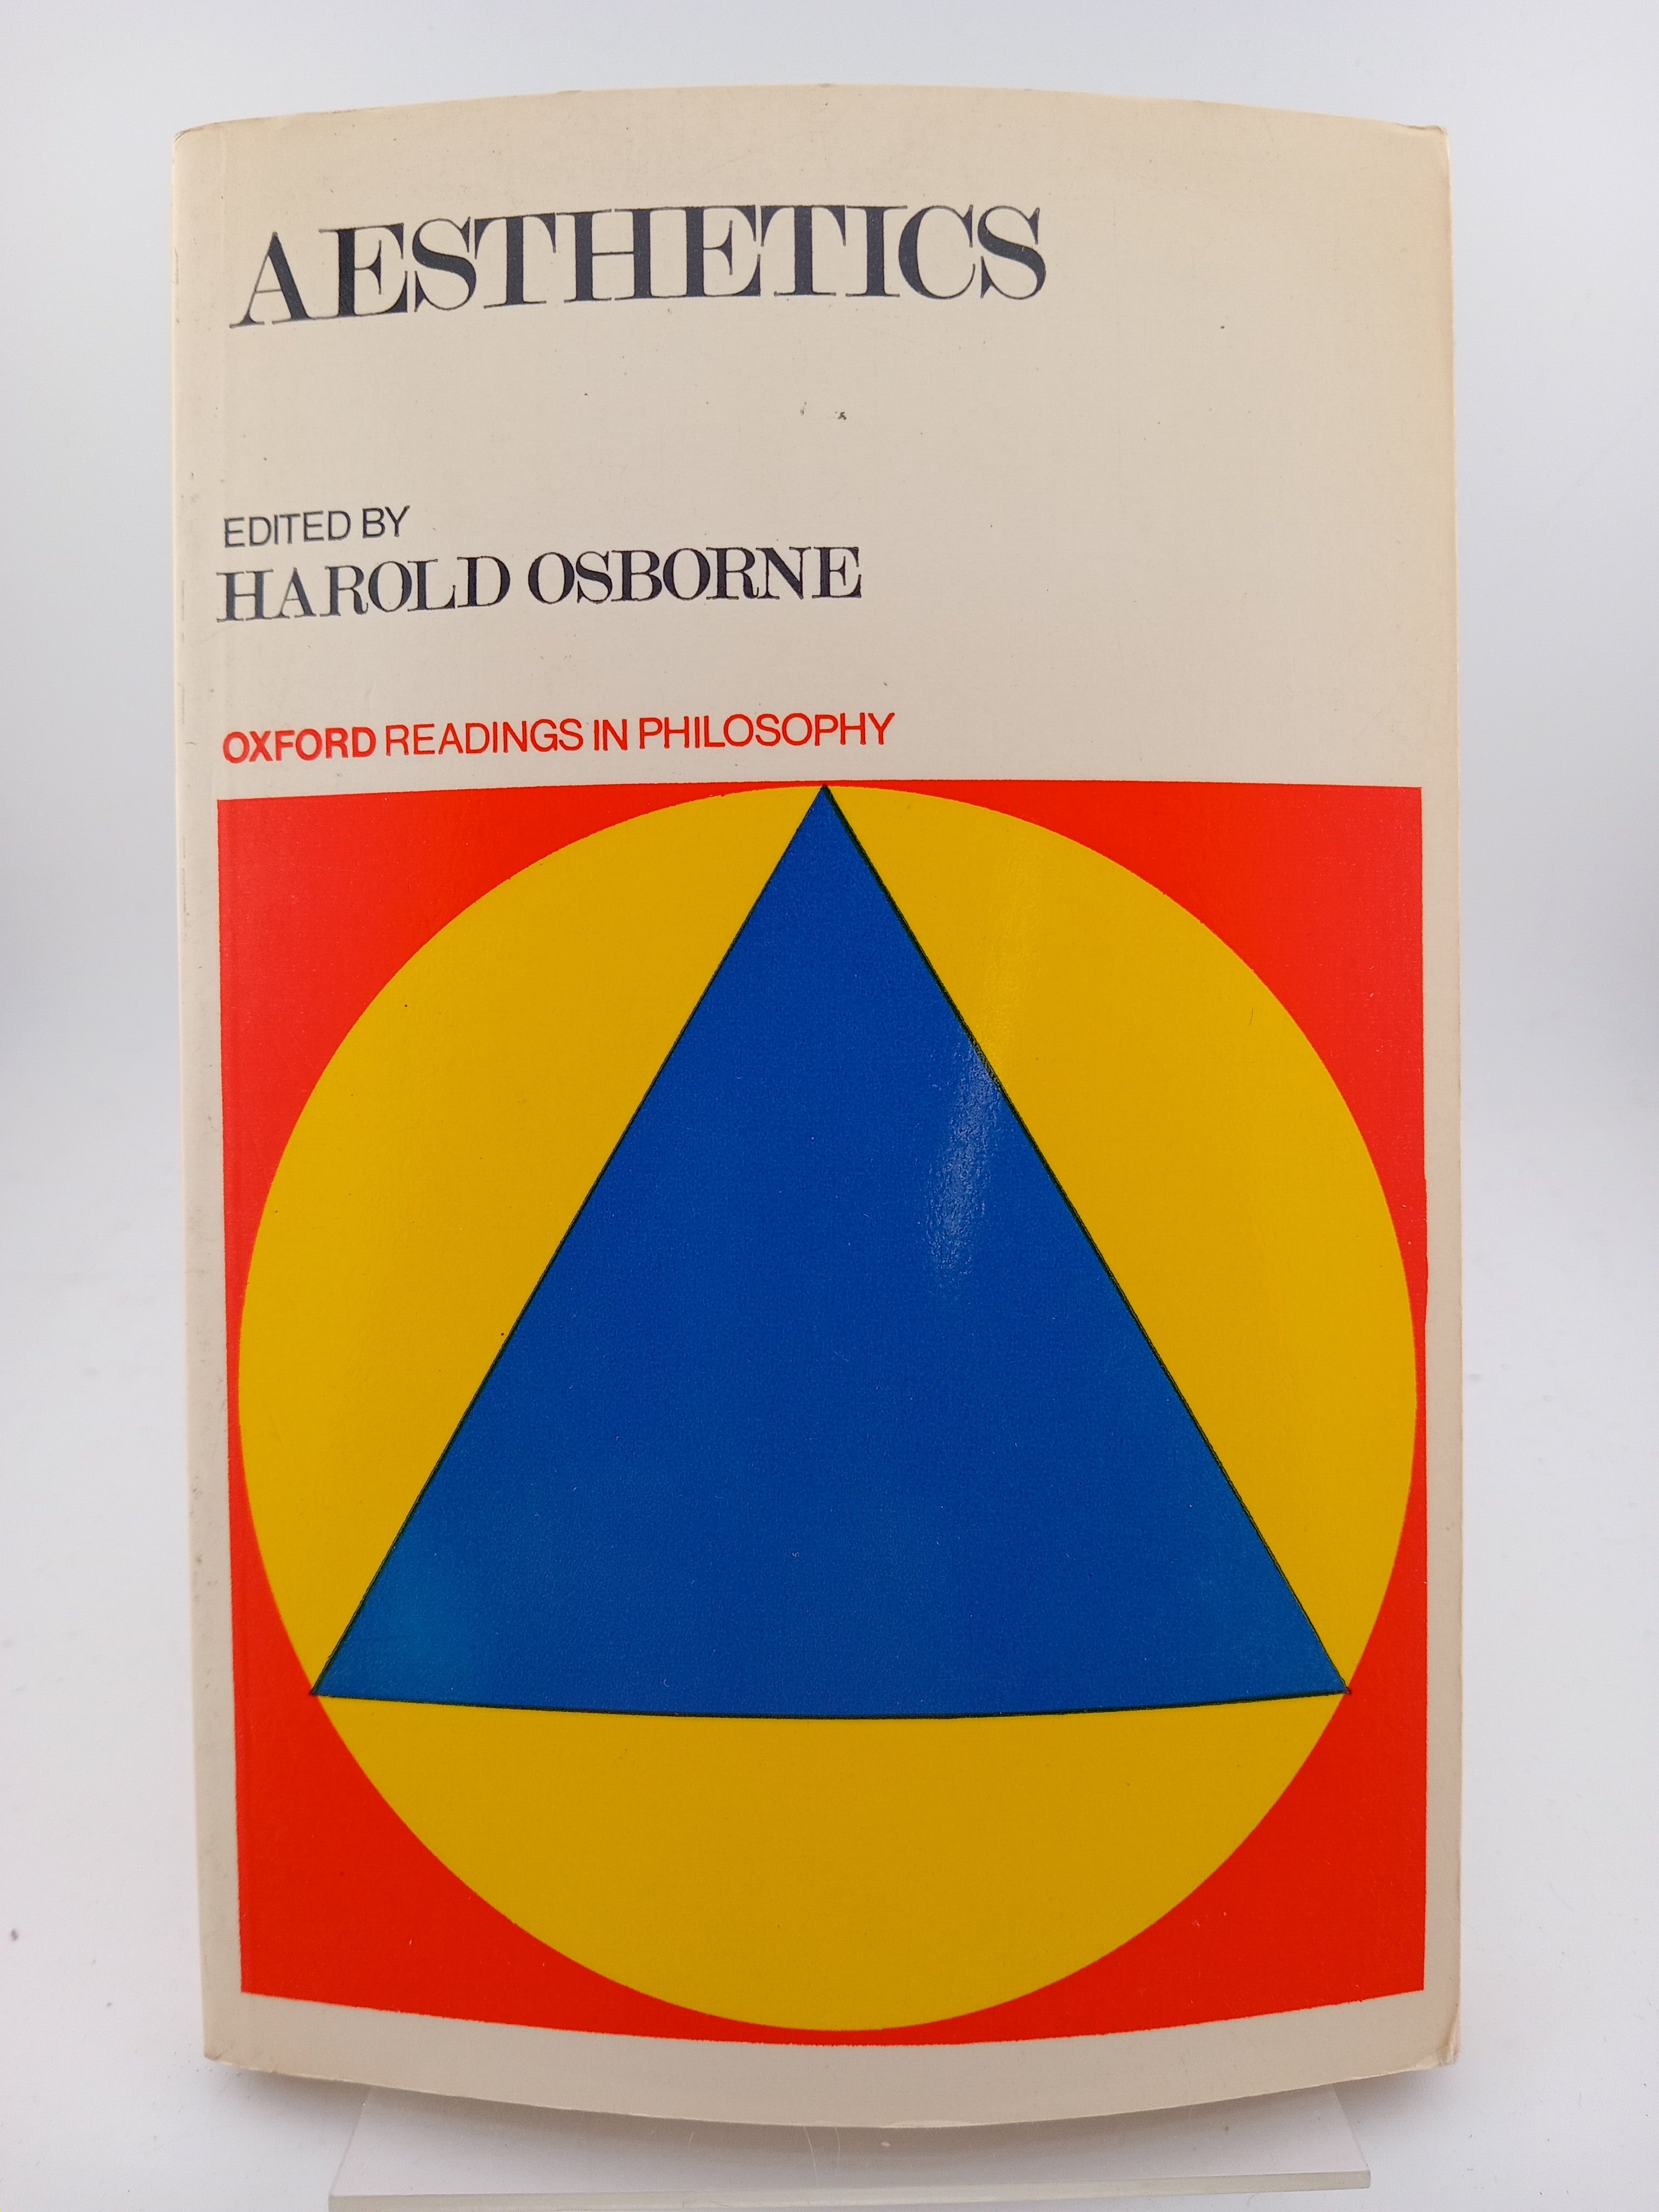 AESTHETICS
EDITED BY
HAROLD OSBORNE
OXFORD READINGS IN PHILOSOPHY